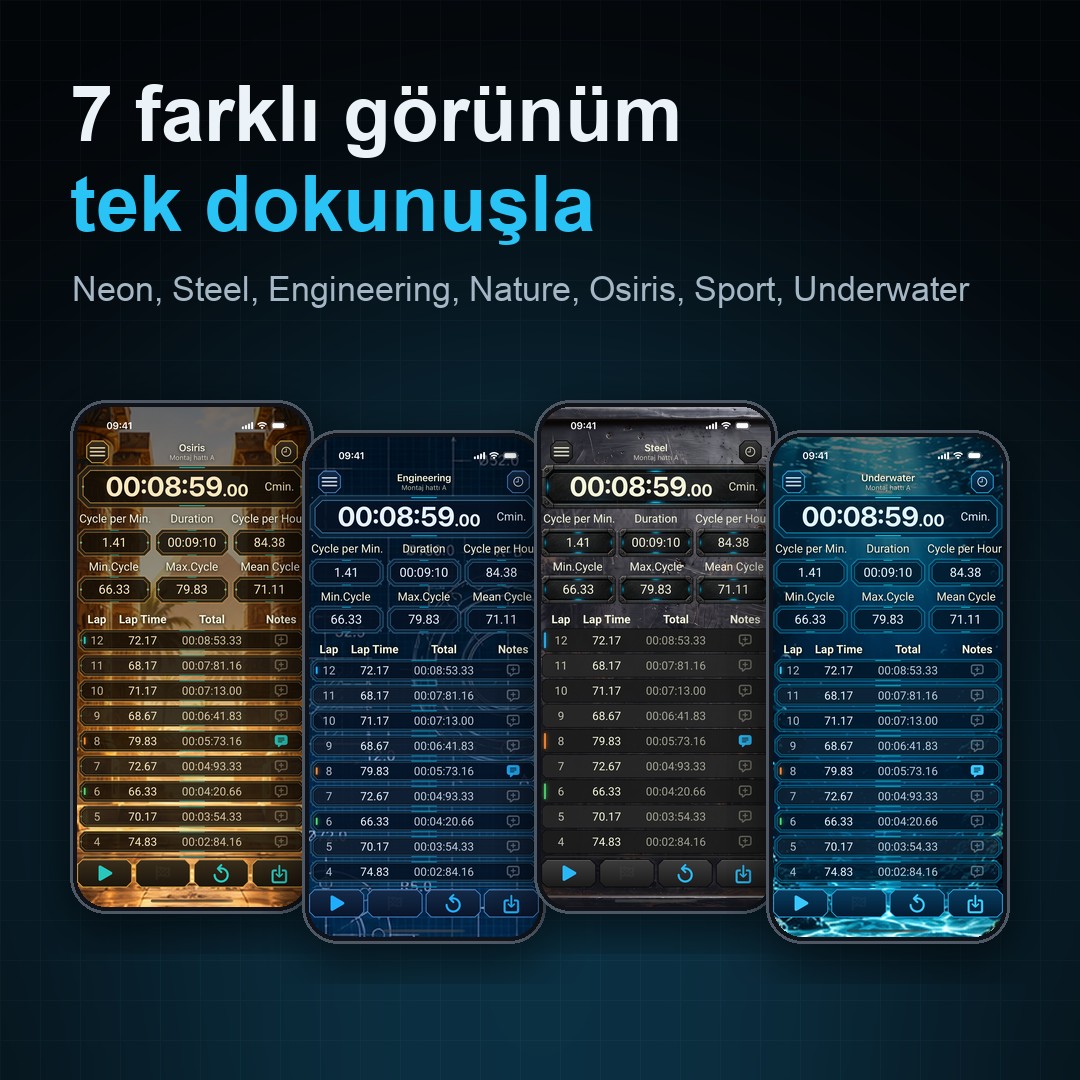 7 farklı görünüm
tek dokunuşla
Neon, Steel, Engineering, Nature, Osiris, Sport, Underwater
09:41
Osiris
Montaj hattı A
00:08:59.00 Cmin.
Cycle per Min. Duration Cycle per Hou
1.41 00:09:10 84.38
Min.Cycle Max.Cycle Mean Cycle
66.33 79.83 71.11
Lap Lap Time Total Notes
12 72.17 00:08:53.33
11 68.17 00:07:81.16
10 71.17 00:07:13.00
9 68.67 00:06:41.83
8 79.83 00:05:73.16
7 72.67 00:04:93.33
6 66.33 00:04:20.66
5 70.17 00:03:54.33
4 74.83 00:02:84.16
09:41
Engineering
Montaj hattı A
00:08:59.00 Cmin.
Cycle per Min. Duration Cycle per Hou
1.41 00:09:10 84.38
Min.Cycle Max.Cycle Mean Cycle
66.33 79.83 71.11
Lap Lap Time Total Notes
12 72.17 00:08:53.33
11 68.17 00:07:81.16
10 71.17 00:07:13.00
9 68.67 00:06:41.83
8 79.83 00:05:73.16
7 72.67 00:04:93.33
6 66.33 00:04:20.66
5 70.17 00:03:54.33
4 74.83 00:02:84.16
R5.0
09:41
Steel
Montaj hattı A
00:08:59.00 Cmin.
Cycle per Min. Duration Cycle per Hou
1.41 00:09:10 84.38
Min.Cycle Max.Cycle Mean Cycle
66.33 79.83 71.11
Lap Lap Time Total Notes
12 72.17 00:08:53.33
11 68.17 00:07:81.16
10 71.17 00:07:13.00
9 68.67 00:06:41.83
8 79.83 00:05:73.16
7 72.67 00:04:93.33
6 66.33 00:04:20.66
5 70.17 00:03:54.33
4 74.83 00:02:84.16
09:41
Underwater
Montaj hattı A
00:08:59.00 Cmin.
Cycle per Min. Duration Cycle per Hour
1.41 00:09:10 84.38
Min.Cycle Max.Cycle Mean Cycle
66.33 79.83 71.11
Lap Lap Time Total Notes
12 72.17 00:08:53.33
11 68.17 00:07:81.16
10 71.17 00:07:13.00
9 68.67 00:06:41.83
8 79.83 00:05:73.16
7 72.67 00:04:93.33
6 66.33 00:04:20.66
5 70.17 00:03:54.33
4 74.83 00:02:84.16